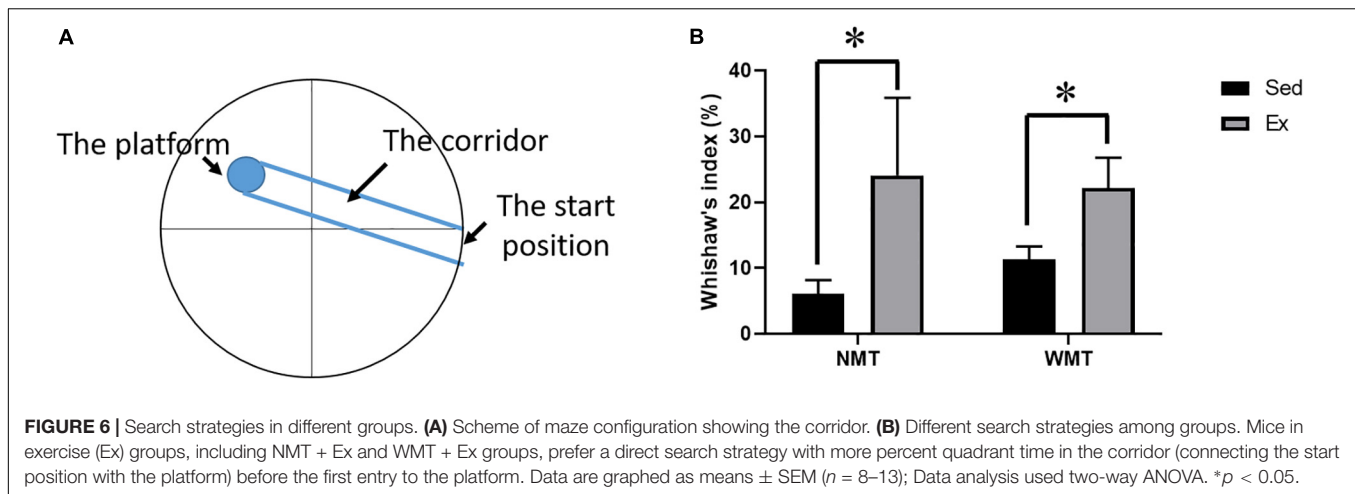 A
The platform
The corridor
The start
position
B
*
*
Whishaw's index (%)
40
30
20
10
0
NMT
WMT
Sed
Ex
FIGURE 6 | Search strategies in different groups. (A) Scheme of maze configuration showing the corridor. (B) Different search strategies among groups. Mice in
exercise (Ex) groups, including NMT + Ex and WMT + Ex groups, prefer a direct search strategy with more percent quadrant time in the corridor (connecting the start
position with the platform) before the first entry to the platform. Data are graphed as means ± SEM (n = 8–13); Data analysis used two-way ANOVA. *p < 0.05.